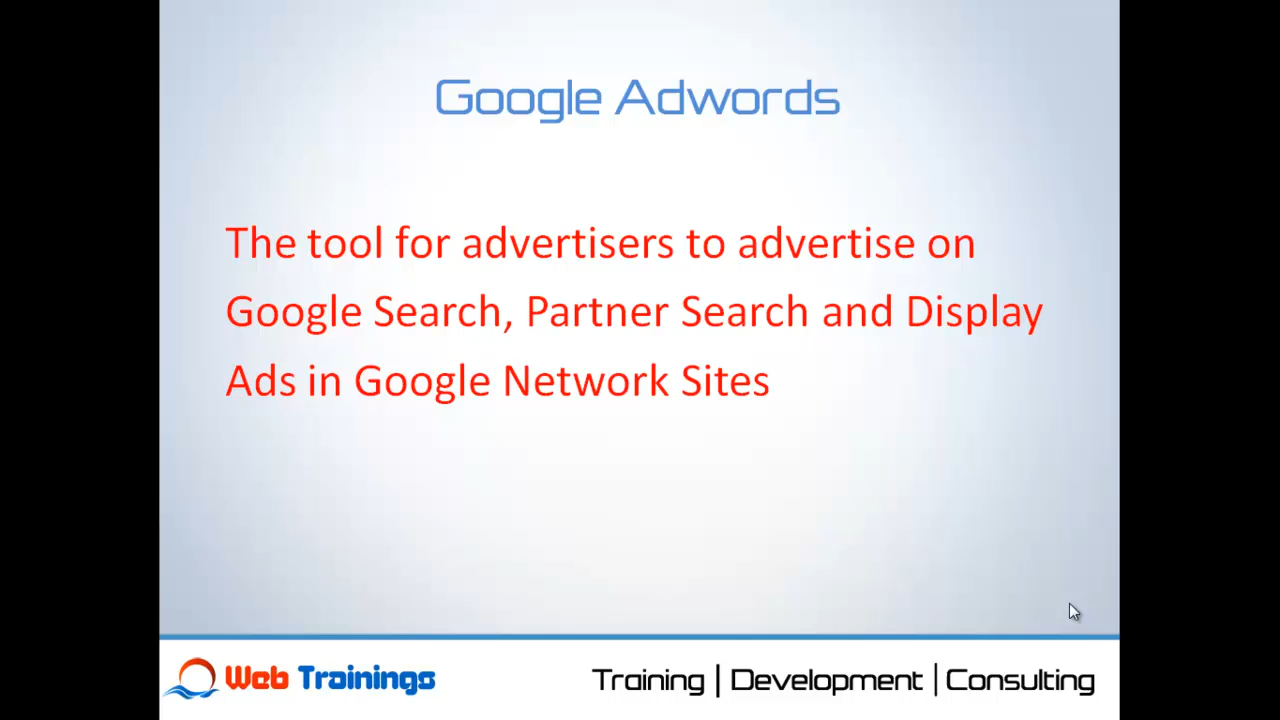 Google Adwords
The tool for advertisers to advertise on
Google Search, Partner Search and Display
Ads in Google Network Sites
Web Trainings
Training | Development | Consulting